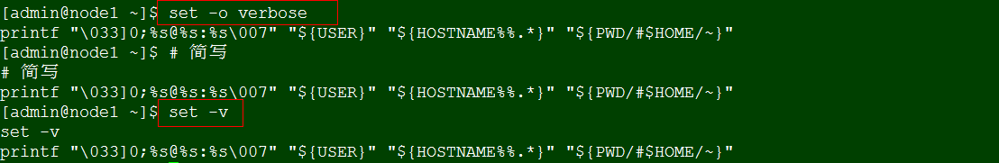 [admin@node1 ~]$ set -o verbose
printf "\033]0;%s@%s:%s\007" "${USER}" "${HOSTNAME%%.*}" "${PWD/#$HOME/~}"
[admin@node1 ~]$ # 简写
# 简写
printf "\033]0;%s@%s:%s\007" "${USER}" "${HOSTNAME%%.*}" "${PWD/#$HOME/~}"
[admin@node1 ~]$ set -v
set -v
printf "\033]0;%s@%s:%s\007" "${USER}" "${HOSTNAME%%.*}" "${PWD/#$HOME/~}"